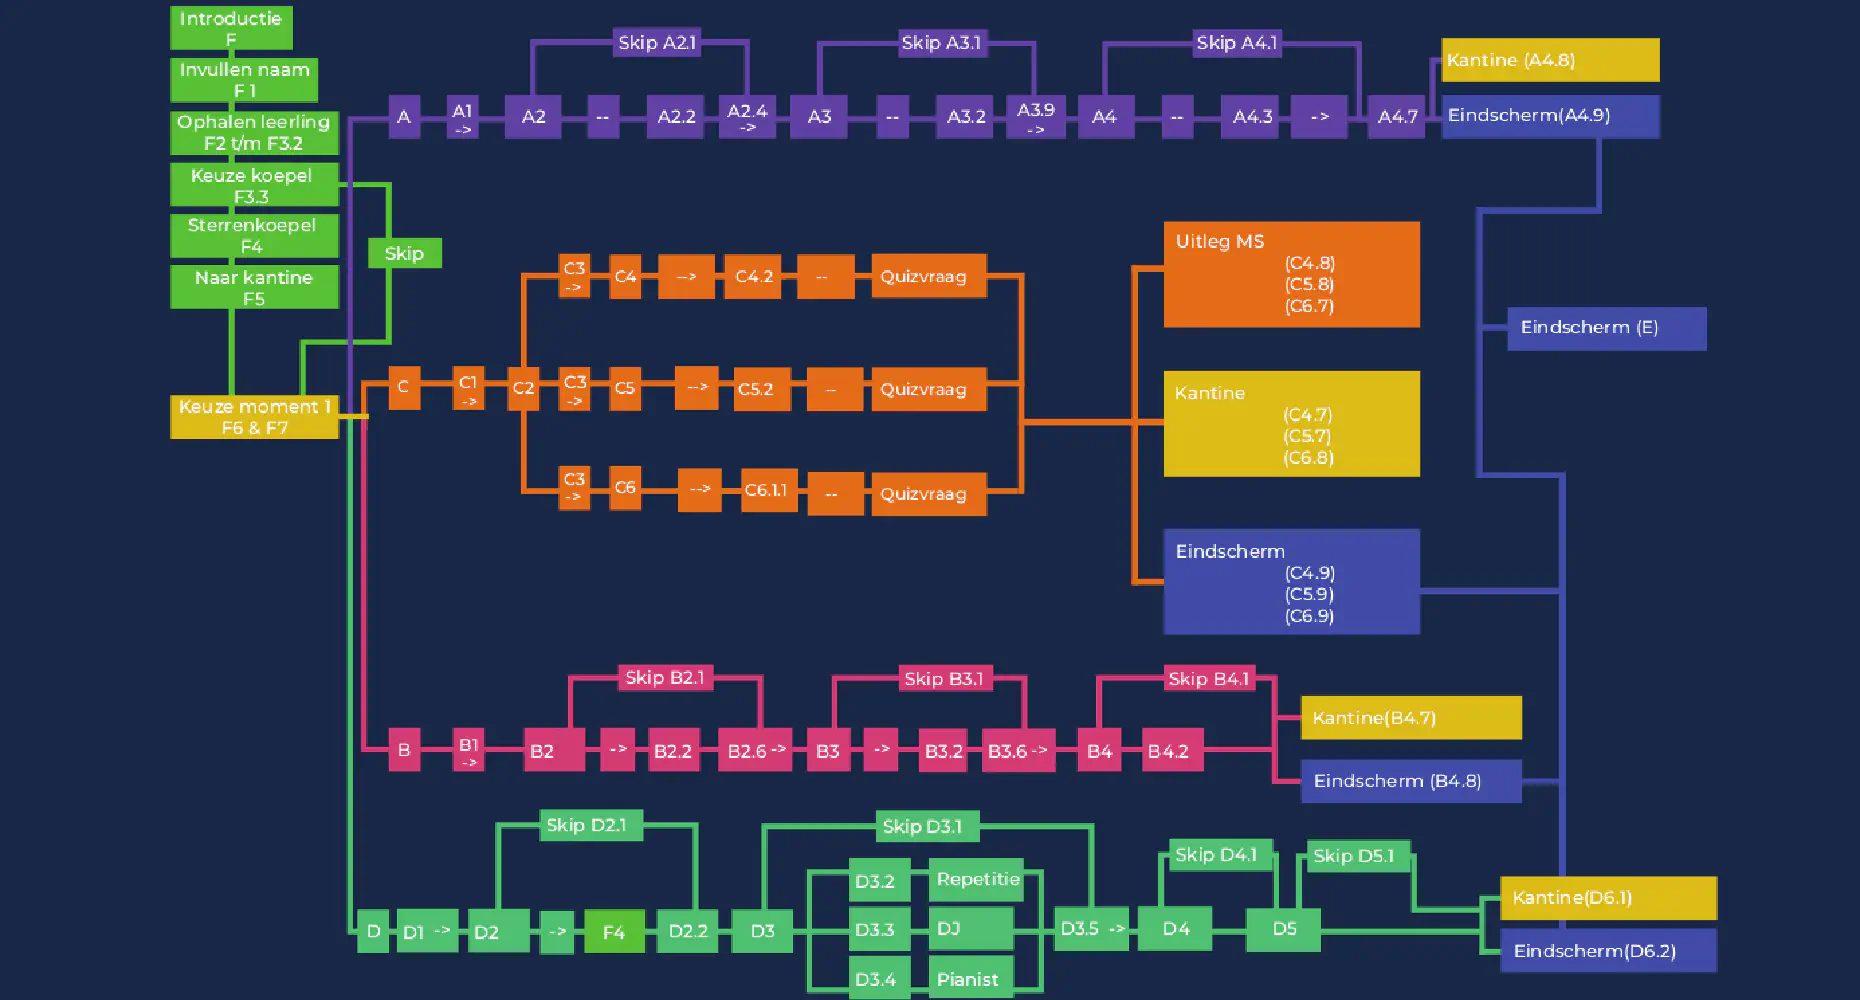 Introductie
F
Invullen naam
F 1
Ophalen leerling
F2 t/m F3.2
Keuze koepel
F3.3
Sterrenkoepel
F4
Naar kantine
F5
Skip
Keuze moment 1
F6 & F7
Skip A2.1
Skip A3.1
Skip A4.1
A
A1
->
A2
--
A2.2
A2.4
->
A3
--
A3.2
A3.9
->
A4
--
A4.3
->
A4.7
Kantine (A4.8)
Eindscherm(A4.9)
C
C1
->
C2
C3
->
C4
-->
C4.2
--
Quizvraag
C3
->
C5
-->
C5.2
--
Quizvraag
C3
->
C6
-->
C6.1.1
--
Quizvraag
Uitleg MS
(C4.8)
(C5.8)
(C6.7)
Kantine
(C4.7)
(C5.7)
(C6.8)
Eindscherm
(C4.9)
(C5.9)
(C6.9)
Eindscherm (E)
Skip B2.1
Skip B3.1
Skip B4.1
B
B1
->
B2
->
B2.2
B2.6 ->
B3
->
B3.2
B3.6 ->
B4
B4.2
Kantine(B4.7)
Eindscherm (B4.8)
Skip D2.1
Skip D3.1
Skip D4.1
Skip D5.1
D
D1 ->
D2
->
F4
D2.2
D3
D3.2
Repetitie
D3.3
DJ
D3.4
Pianist
D3.5 ->
D4
D5
Kantine(D6.1)
Eindscherm(D6.2)